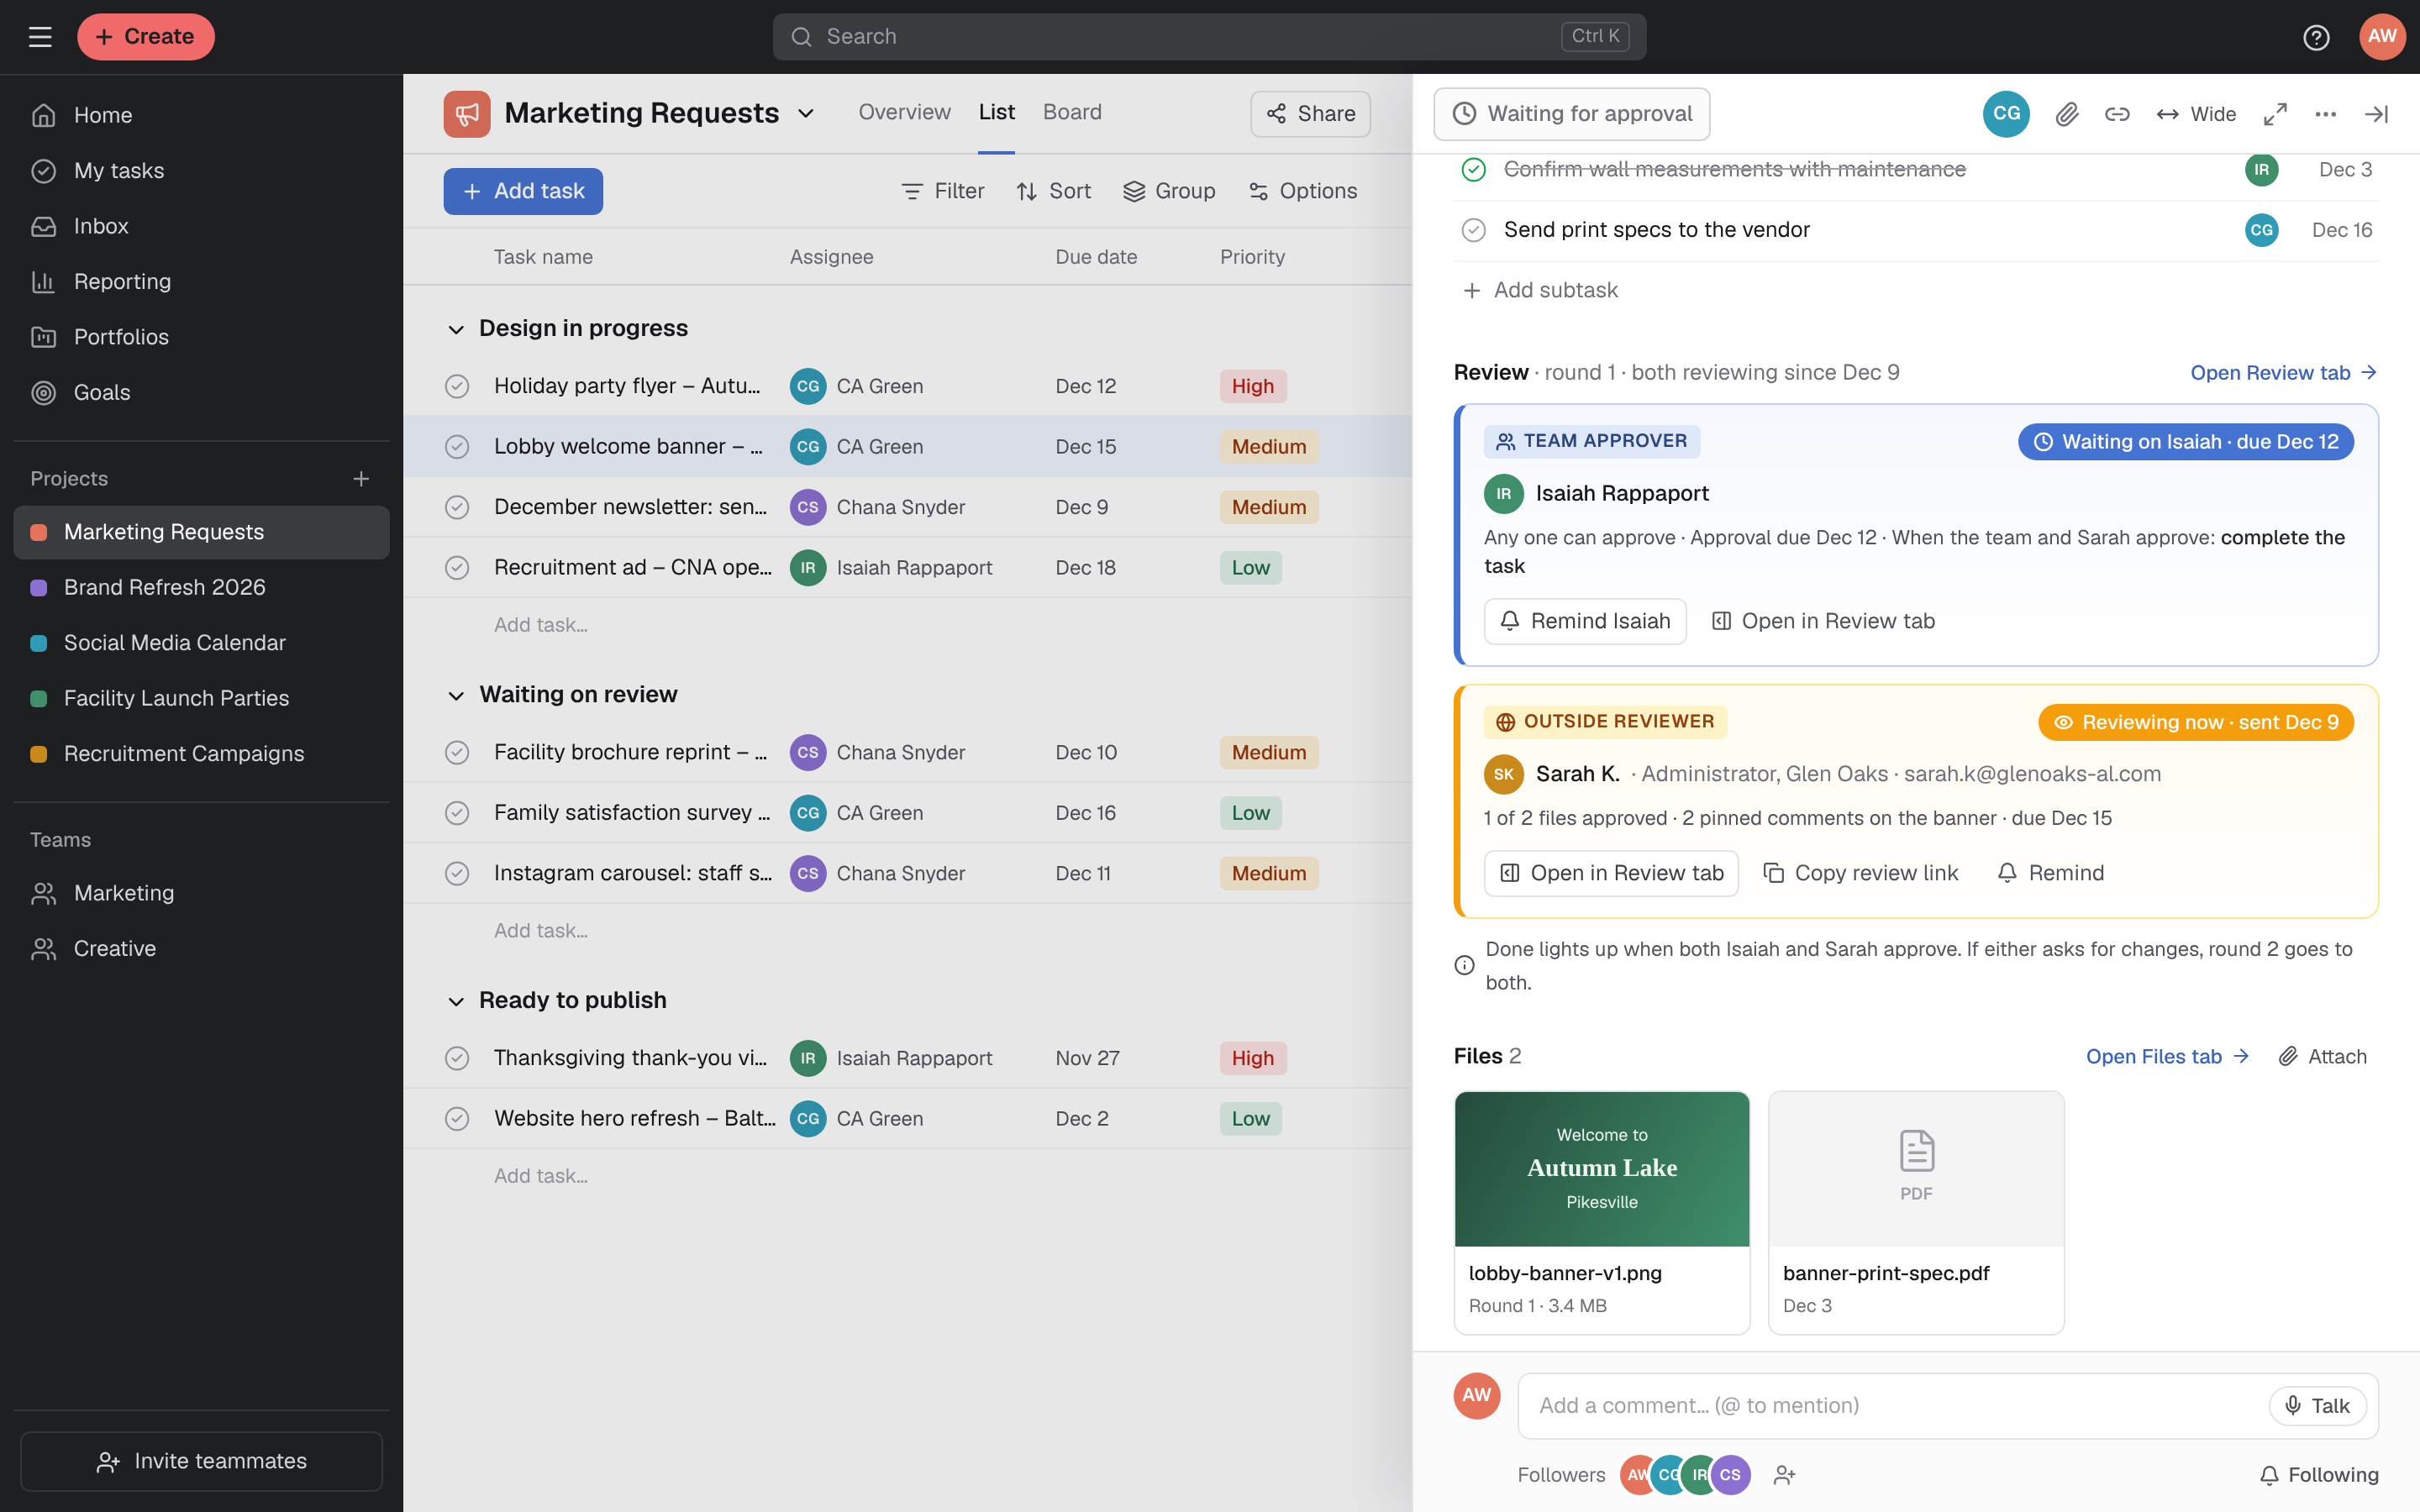 Create
Search
Ctrl K
AW
Home
My tasks
Inbox
Reporting
Portfolios
Goals
Projects
Marketing Requests
Brand Refresh 2026
Social Media Calendar
Facility Launch Parties
Recruitment Campaigns
Teams
Marketing
Creative
Invite teammates
Marketing Requests
Overview
List
Board
Share
Add task
Filter
Sort
Group
Options
Task name Assignee Due date Priority
Design in progress
Holiday party flyer – Autu... CG CA Green Dec 12 High
Lobby welcome banner – ... CG CA Green Dec 15 Medium
December newsletter: sen... CS Chana Snyder Dec 9 Medium
Recruitment ad – CNA ope... IR Isaiah Rappaport Dec 18 Low
Add task...
Waiting on review
Facility brochure reprint – ... CS Chana Snyder Dec 10 Medium
Family satisfaction survey ... CG CA Green Dec 16 Low
Instagram carousel: staff s... CS Chana Snyder Dec 11 Medium
Add task...
Ready to publish
Thanksgiving thank-you vi... IR Isaiah Rappaport Nov 27 High
Website hero refresh – Balt... CG CA Green Dec 2 Low
Add task...
Waiting for approval
CG
Wide
Confirm wall measurements with maintenance IR Dec 3
Send print specs to the vendor CG Dec 16
Add subtask
Review · round 1 · both reviewing since Dec 9
Open Review tab
TEAM APPROVER
Waiting on Isaiah · due Dec 12
IR Isaiah Rappaport
Any one can approve · Approval due Dec 12 · When the team and Sarah approve: complete the
task
Remind Isaiah
Open in Review tab
OUTSIDE REVIEWER
Reviewing now · sent Dec 9
SK Sarah K. · Administrator, Glen Oaks · sarah.k@glenoaks-al.com
1 of 2 files approved · 2 pinned comments on the banner · due Dec 15
Open in Review tab
Copy review link
Remind
Done lights up when both Isaiah and Sarah approve. If either asks for changes, round 2 goes to
both.
Files 2
Open Files tab
Attach
Welcome to
Autumn Lake
Pikesville
lobby-banner-v1.png
Round 1 · 3.4 MB
PDF
banner-print-spec.pdf
Dec 3
AW
Add a comment... (@ to mention)
Talk
Followers
AW CG IR CS
Following